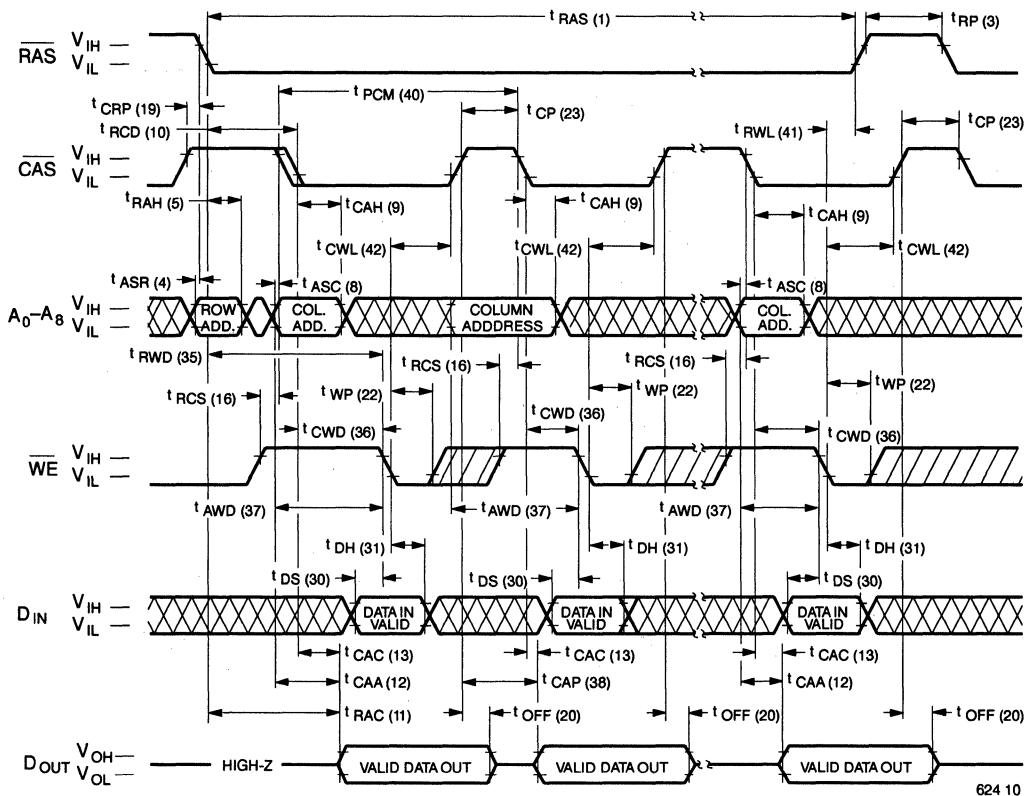 t RAS (1)
t RP (3)
RAS
V IH
V IL
t CRP (19)
t PCM (40)
t CP (23)
t RCD (10)
t RWL (41)
t CP (23)
CAS
V IH
V IL
t RAH (5)
t CAH (9)
t CAH (9)
t CAH (9)
t CWL (42)
t CWL (42)
t CWL (42)
t ASR (4)
t ASC (8)
t ASC (8)
A0–A8
V IH
V IL
ROW ADD.
COL. ADD.
COLUMN ADDDRESS
COL. ADD.
t RWD (35)
t RCS (16)
t RCS (16)
t RCS (16)
t WP (22)
t WP (22)
t WP (22)
t CWD (36)
t CWD (36)
t CWD (36)
WE
V IH
V IL
t AWD (37)
t AWD (37)
t AWD (37)
t DH (31)
t DH (31)
t DH (31)
t DS (30)
t DS (30)
t DS (30)
D IN
V IH
V IL
DATA IN VALID
DATA IN VALID
DATA IN VALID
t CAC (13)
t CAC (13)
t CAC (13)
t CAA (12)
t CAP (38)
t CAA (12)
t RAC (11)
t OFF (20)
t OFF (20)
t OFF (20)
D OUT
V OH
V OL
HIGH-Z
VALID DATA OUT
VALID DATA OUT
VALID DATA OUT
624 10